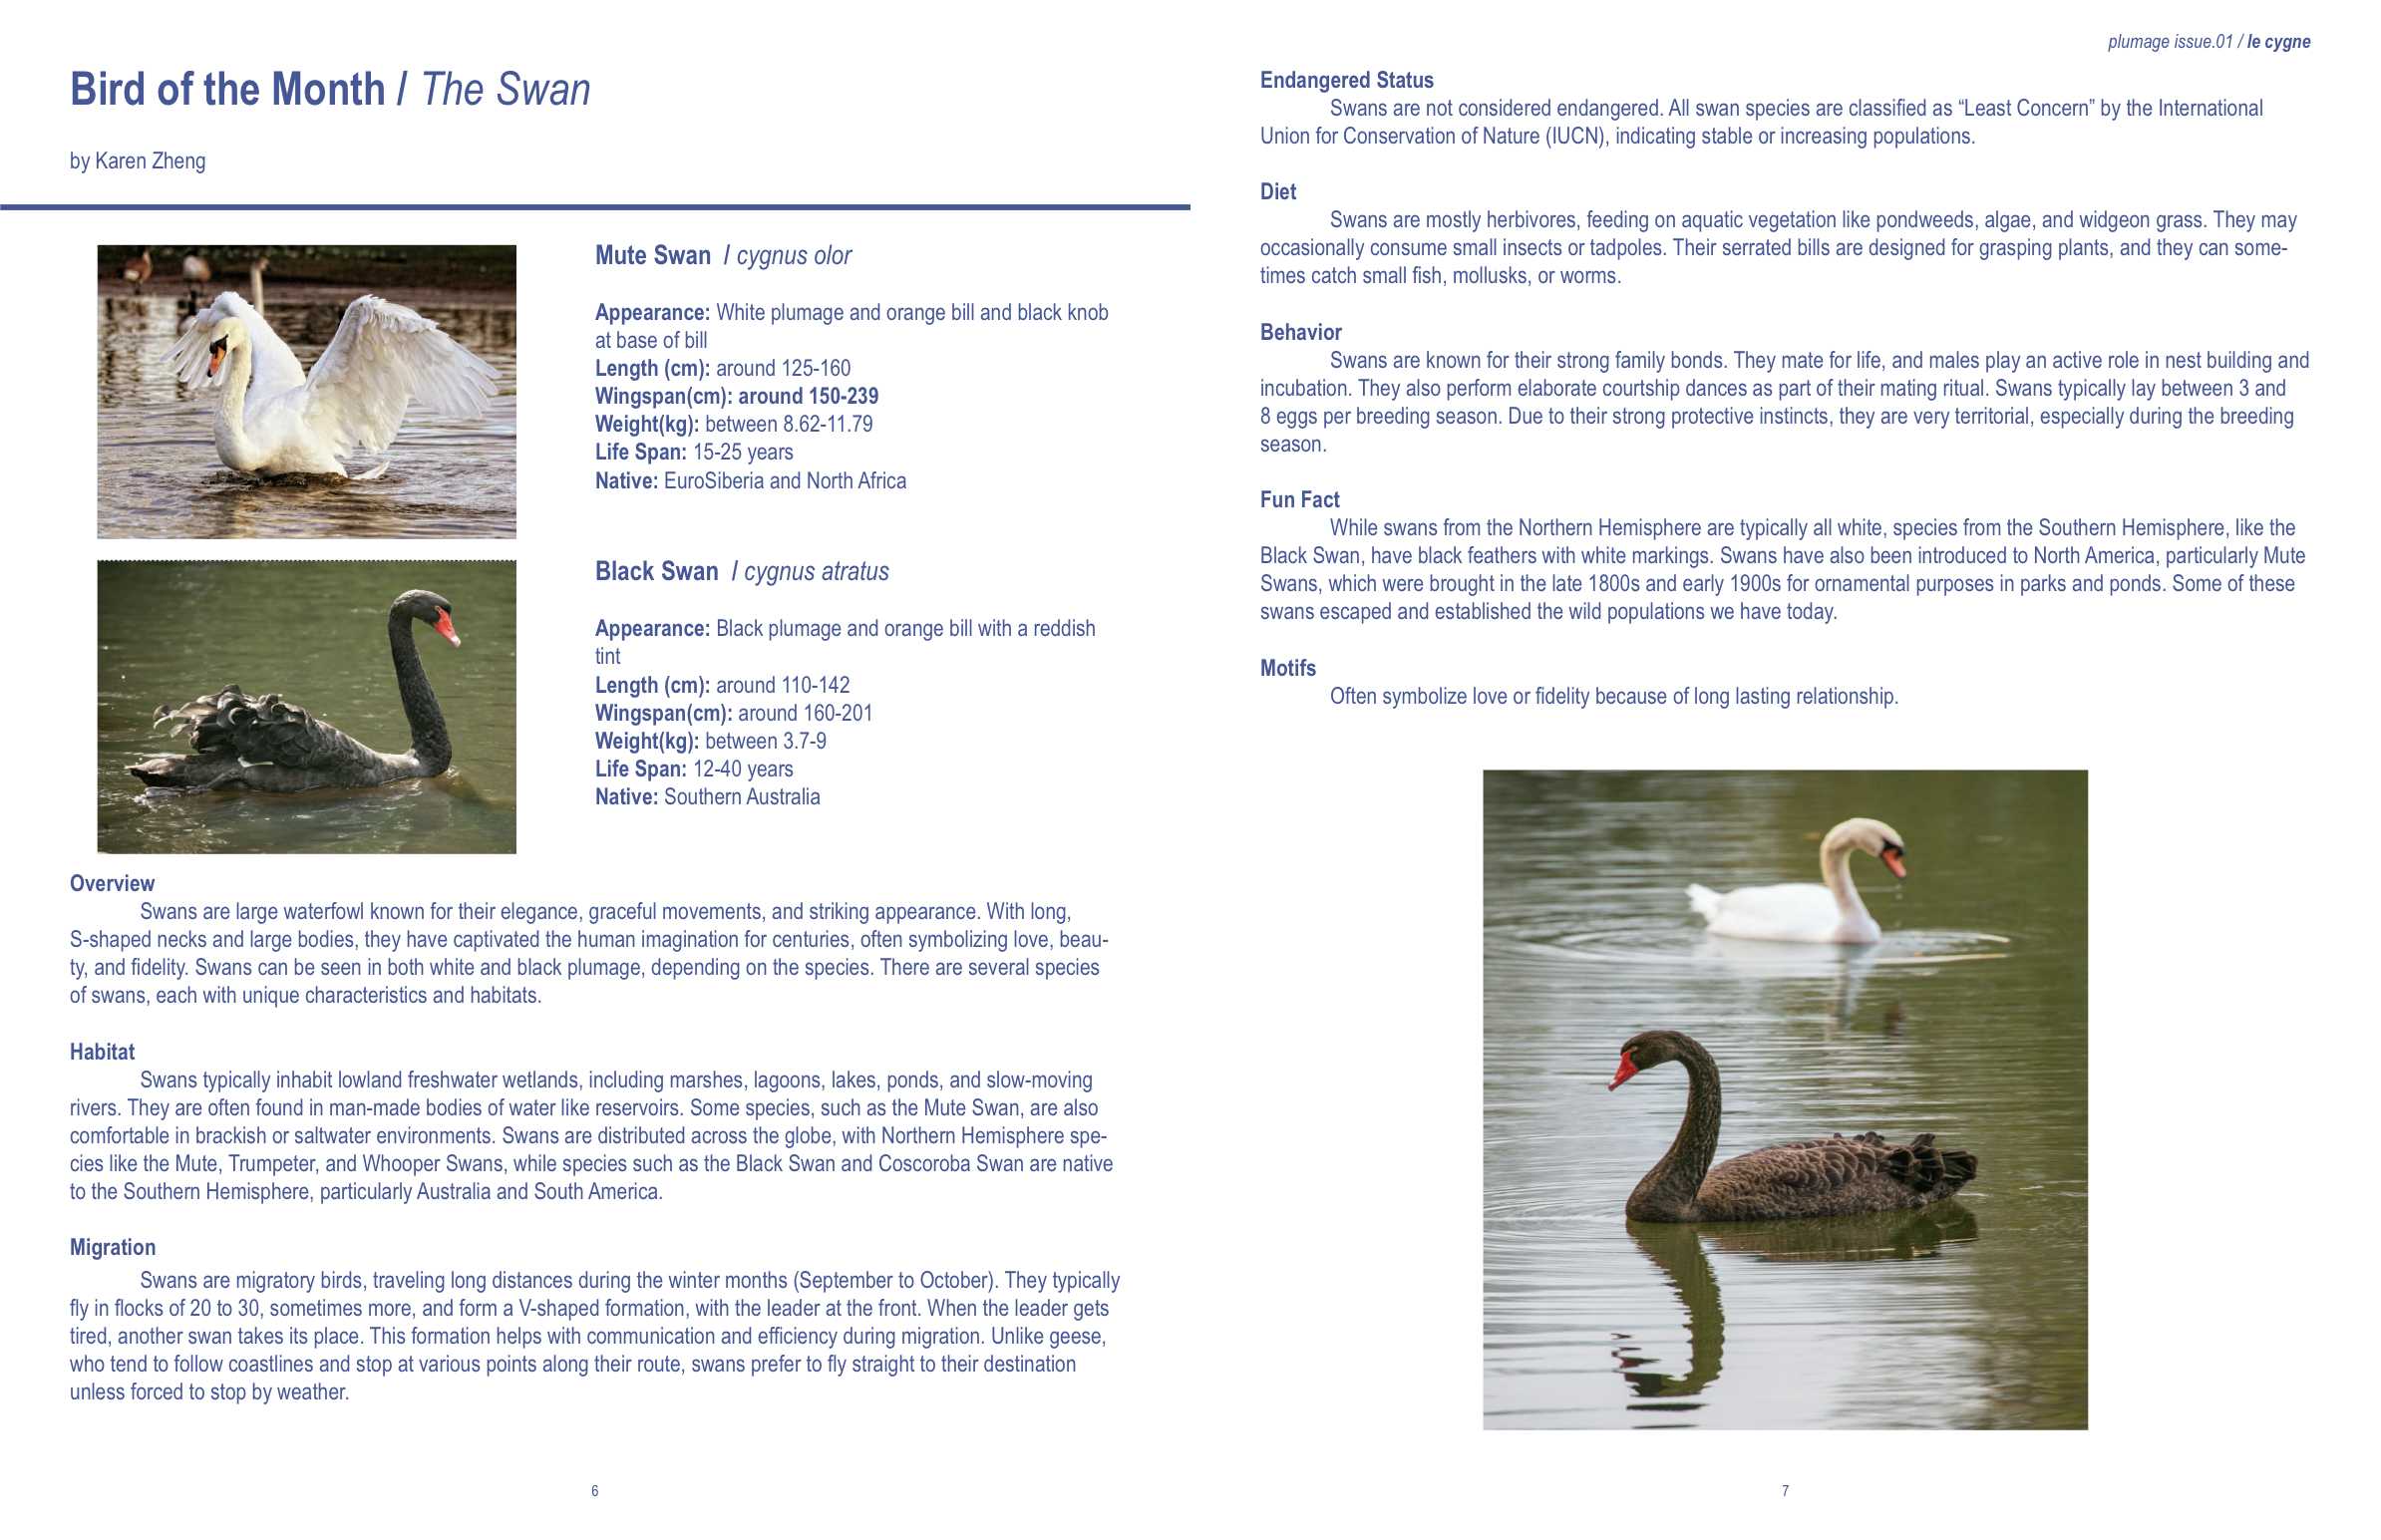 Bird of the Month / The Swan
by Karen Zheng
Mute Swan / cygnus olor
Appearance: White plumage and orange bill and black knob
at base of bill
Length (cm): around 125-160
Wingspan(cm): around 150-239
Weight(kg): between 8.62-11.79
Life Span: 15-25 years
Native: EuroSiberia and North Africa
Black Swan / cygnus atratus
Appearance: Black plumage and orange bill with a reddish
tint
Length (cm): around 110-142
Wingspan(cm): around 160-201
Weight(kg): between 3.7-9
Life Span: 12-40 years
Native: Southern Australia
Overview
Swans are large waterfowl known for their elegance, graceful movements, and striking appearance. With long,
S-shaped necks and large bodies, they have captivated the human imagination for centuries, often symbolizing love, beau-
ty, and fidelity. Swans can be seen in both white and black plumage, depending on the species. There are several species
of swans, each with unique characteristics and habitats.
Habitat
Swans typically inhabit lowland freshwater wetlands, including marshes, lagoons, lakes, ponds, and slow-moving
rivers. They are often found in man-made bodies of water like reservoirs. Some species, such as the Mute Swan, are also
comfortable in brackish or saltwater environments. Swans are distributed across the globe, with Northern Hemisphere spe-
cies like the Mute, Trumpeter, and Whooper Swans, while species such as the Black Swan and Coscoroba Swan are native
to the Southern Hemisphere, particularly Australia and South America.
Migration
Swans are migratory birds, traveling long distances during the winter months (September to October). They typically
fly in flocks of 20 to 30, sometimes more, and form a V-shaped formation, with the leader at the front. When the leader gets
tired, another swan takes its place. This formation helps with communication and efficiency during migration. Unlike geese,
who tend to follow coastlines and stop at various points along their route, swans prefer to fly straight to their destination
unless forced to stop by weather.
6
plumage issue.01 / le cygne
Endangered Status
Swans are not considered endangered. All swan species are classified as “Least Concern” by the International
Union for Conservation of Nature (IUCN), indicating stable or increasing populations.
Diet
Swans are mostly herbivores, feeding on aquatic vegetation like pondweeds, algae, and widgeon grass. They may
occasionally consume small insects or tadpoles. Their serrated bills are designed for grasping plants, and they can some-
times catch small fish, mollusks, or worms.
Behavior
Swans are known for their strong family bonds. They mate for life, and males play an active role in nest building and
incubation. They also perform elaborate courtship dances as part of their mating ritual. Swans typically lay between 3 and
8 eggs per breeding season. Due to their strong protective instincts, they are very territorial, especially during the breeding
season.
Fun Fact
While swans from the Northern Hemisphere are typically all white, species from the Southern Hemisphere, like the
Black Swan, have black feathers with white markings. Swans have also been introduced to North America, particularly Mute
Swans, which were brought in the late 1800s and early 1900s for ornamental purposes in parks and ponds. Some of these
swans escaped and established the wild populations we have today.
Motifs
Often symbolize love or fidelity because of long lasting relationship.
7